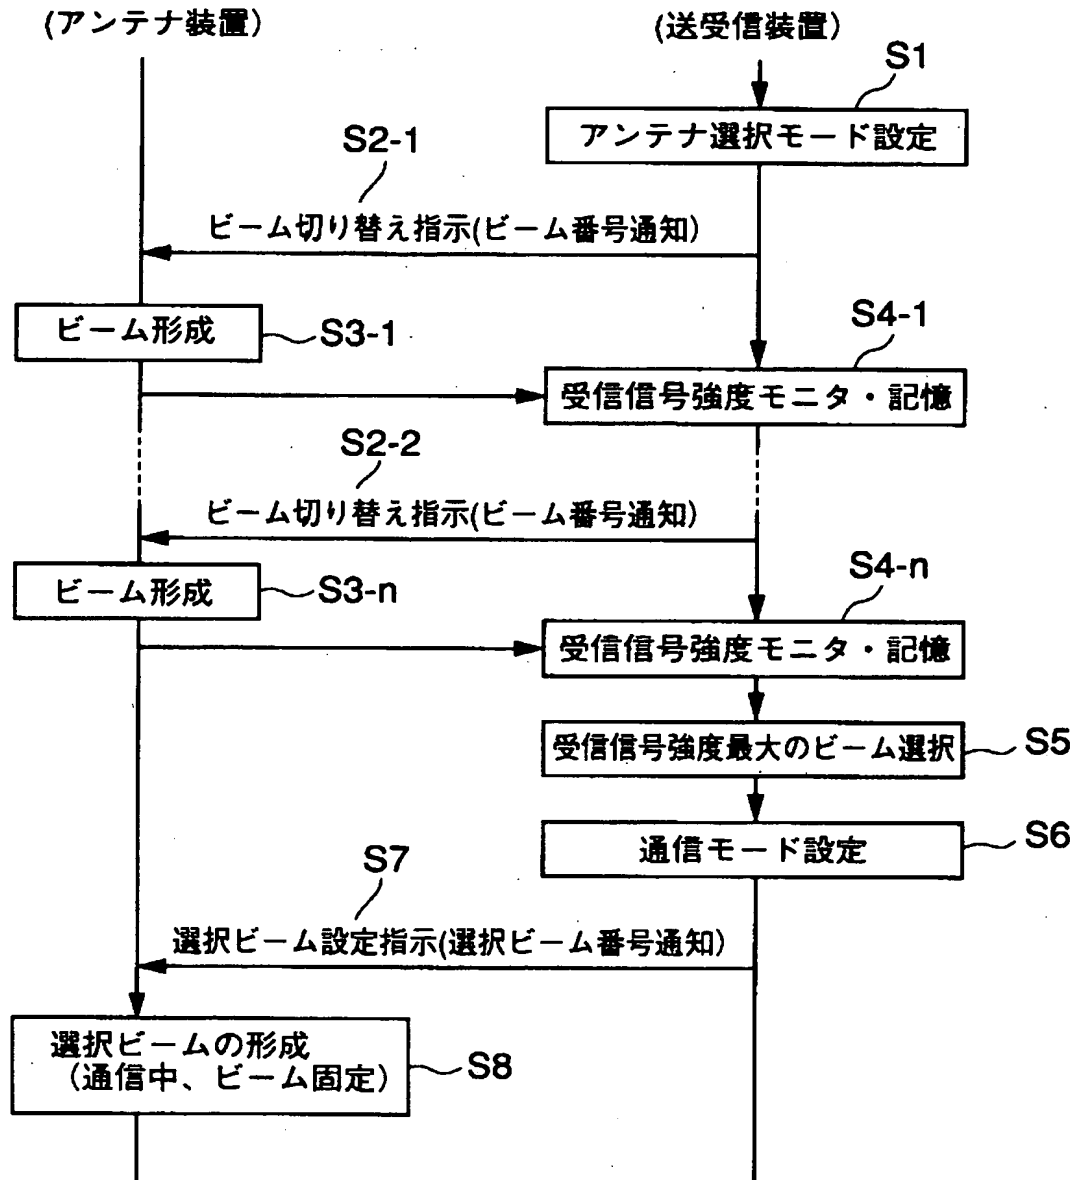 (アンテナ装置)
(送受信装置)
S1
アンテナ選択モード設定
S2-1
ビーム切り替え指示(ビーム番号通知)
ビーム形成
S3-1
S4-1
受信信号強度モニタ・記憶
S2-2
ビーム切り替え指示(ビーム番号通知)
ビーム形成
S3-n
S4-n
受信信号強度モニタ・記憶
受信信号強度最大のビーム選択
S5
通信モード設定
S6
S7
選択ビーム設定指示(選択ビーム番号通知)
選択ビームの形成
(通信中、ビーム固定)
S8